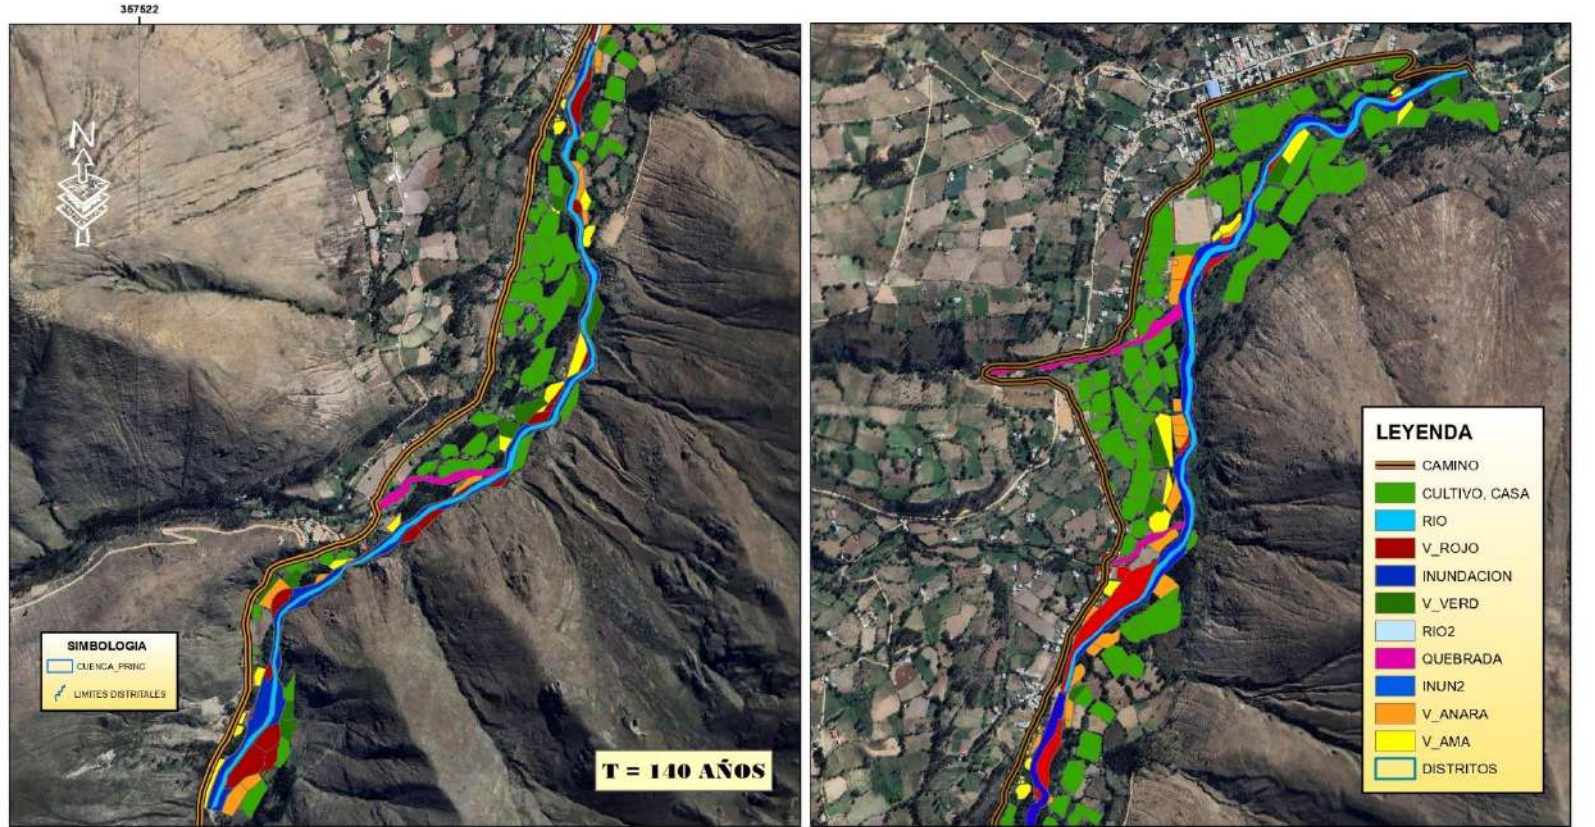 357522
N
SIMBOLOGIA
CUENCA_PRINC
LIMITES DISTRITALES
T = 140 AÑOS
LEYENDA
CAMINO
CULTIVO, CASA
RIO
V_ROJO
INUNDACION
V_VERD
RIO2
QUEBRADA
INUN2
V_ANARA
V_AMA
DISTRITOS